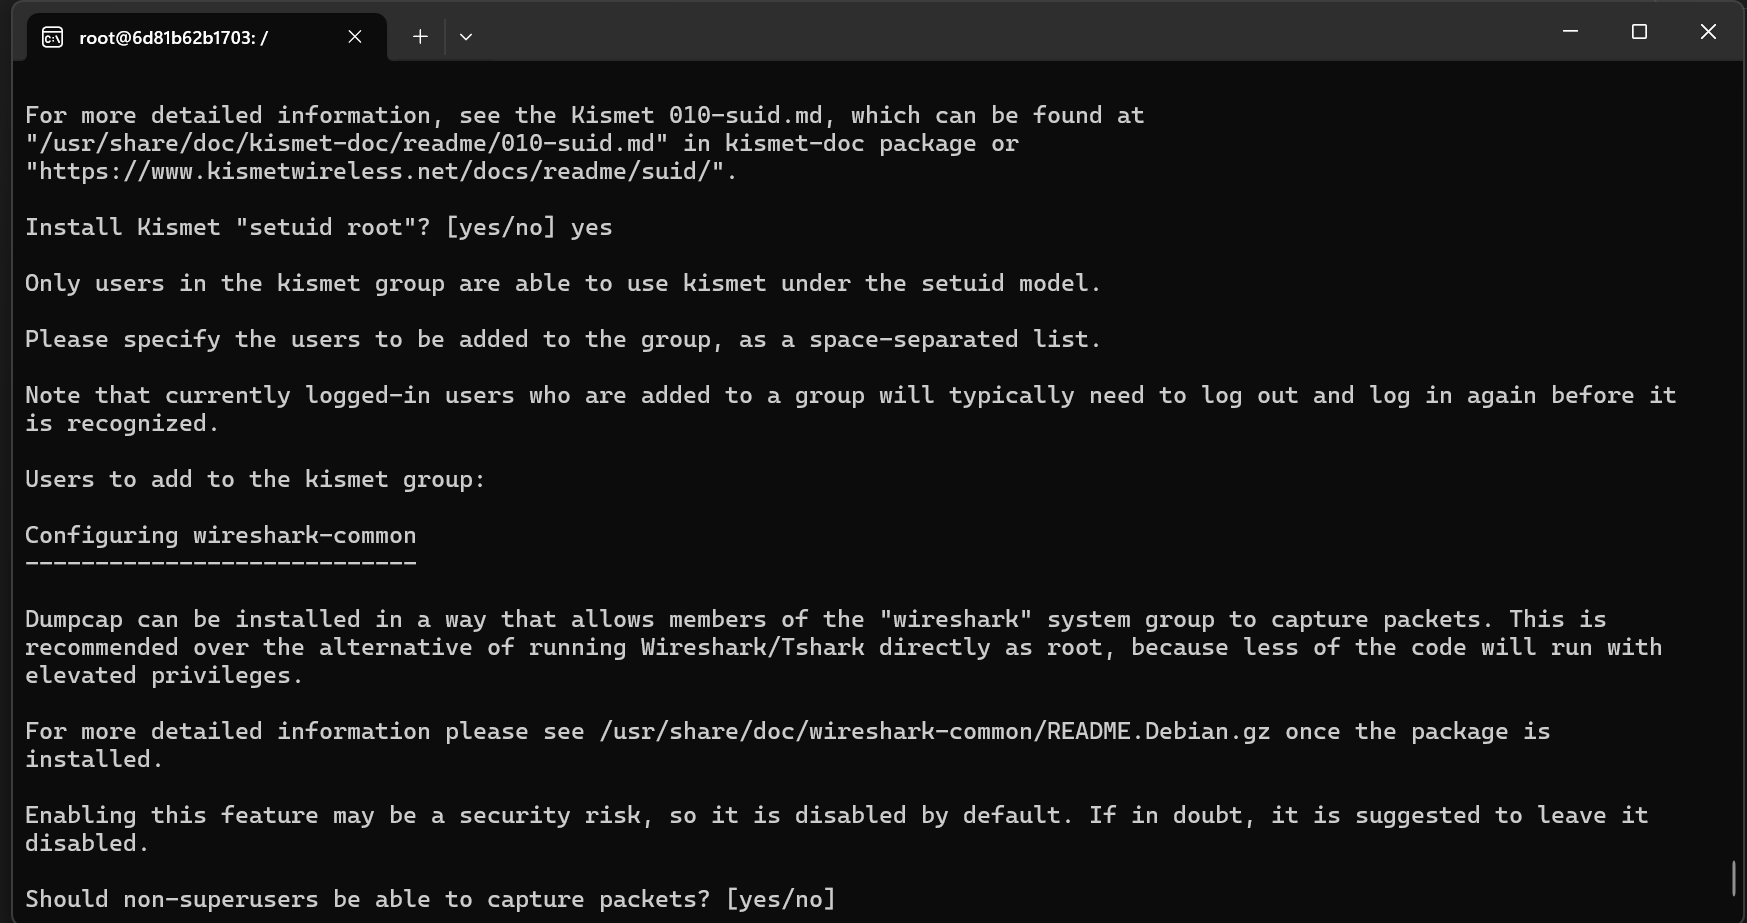 root@6d81b62b1703: /
For more detailed information, see the Kismet 010-suid.md, which can be found at
"/usr/share/doc/kismet-doc/readme/010-suid.md" in kismet-doc package or
"https://www.kismetwireless.net/docs/readme/suid/".
Install Kismet "setuid root"? [yes/no] yes
Only users in the kismet group are able to use kismet under the setuid model.
Please specify the users to be added to the group, as a space-separated list.
Note that currently logged-in users who are added to a group will typically need to log out and log in again before it
is recognized.
Users to add to the kismet group:
Configuring wireshark-common
----------------------------
Dumpcap can be installed in a way that allows members of the "wireshark" system group to capture packets. This is
recommended over the alternative of running Wireshark/Tshark directly as root, because less of the code will run with
elevated privileges.
For more detailed information please see /usr/share/doc/wireshark-common/README.Debian.gz once the package is
installed.
Enabling this feature may be a security risk, so it is disabled by default. If in doubt, it is suggested to leave it
disabled.
Should non-superusers be able to capture packets? [yes/no]